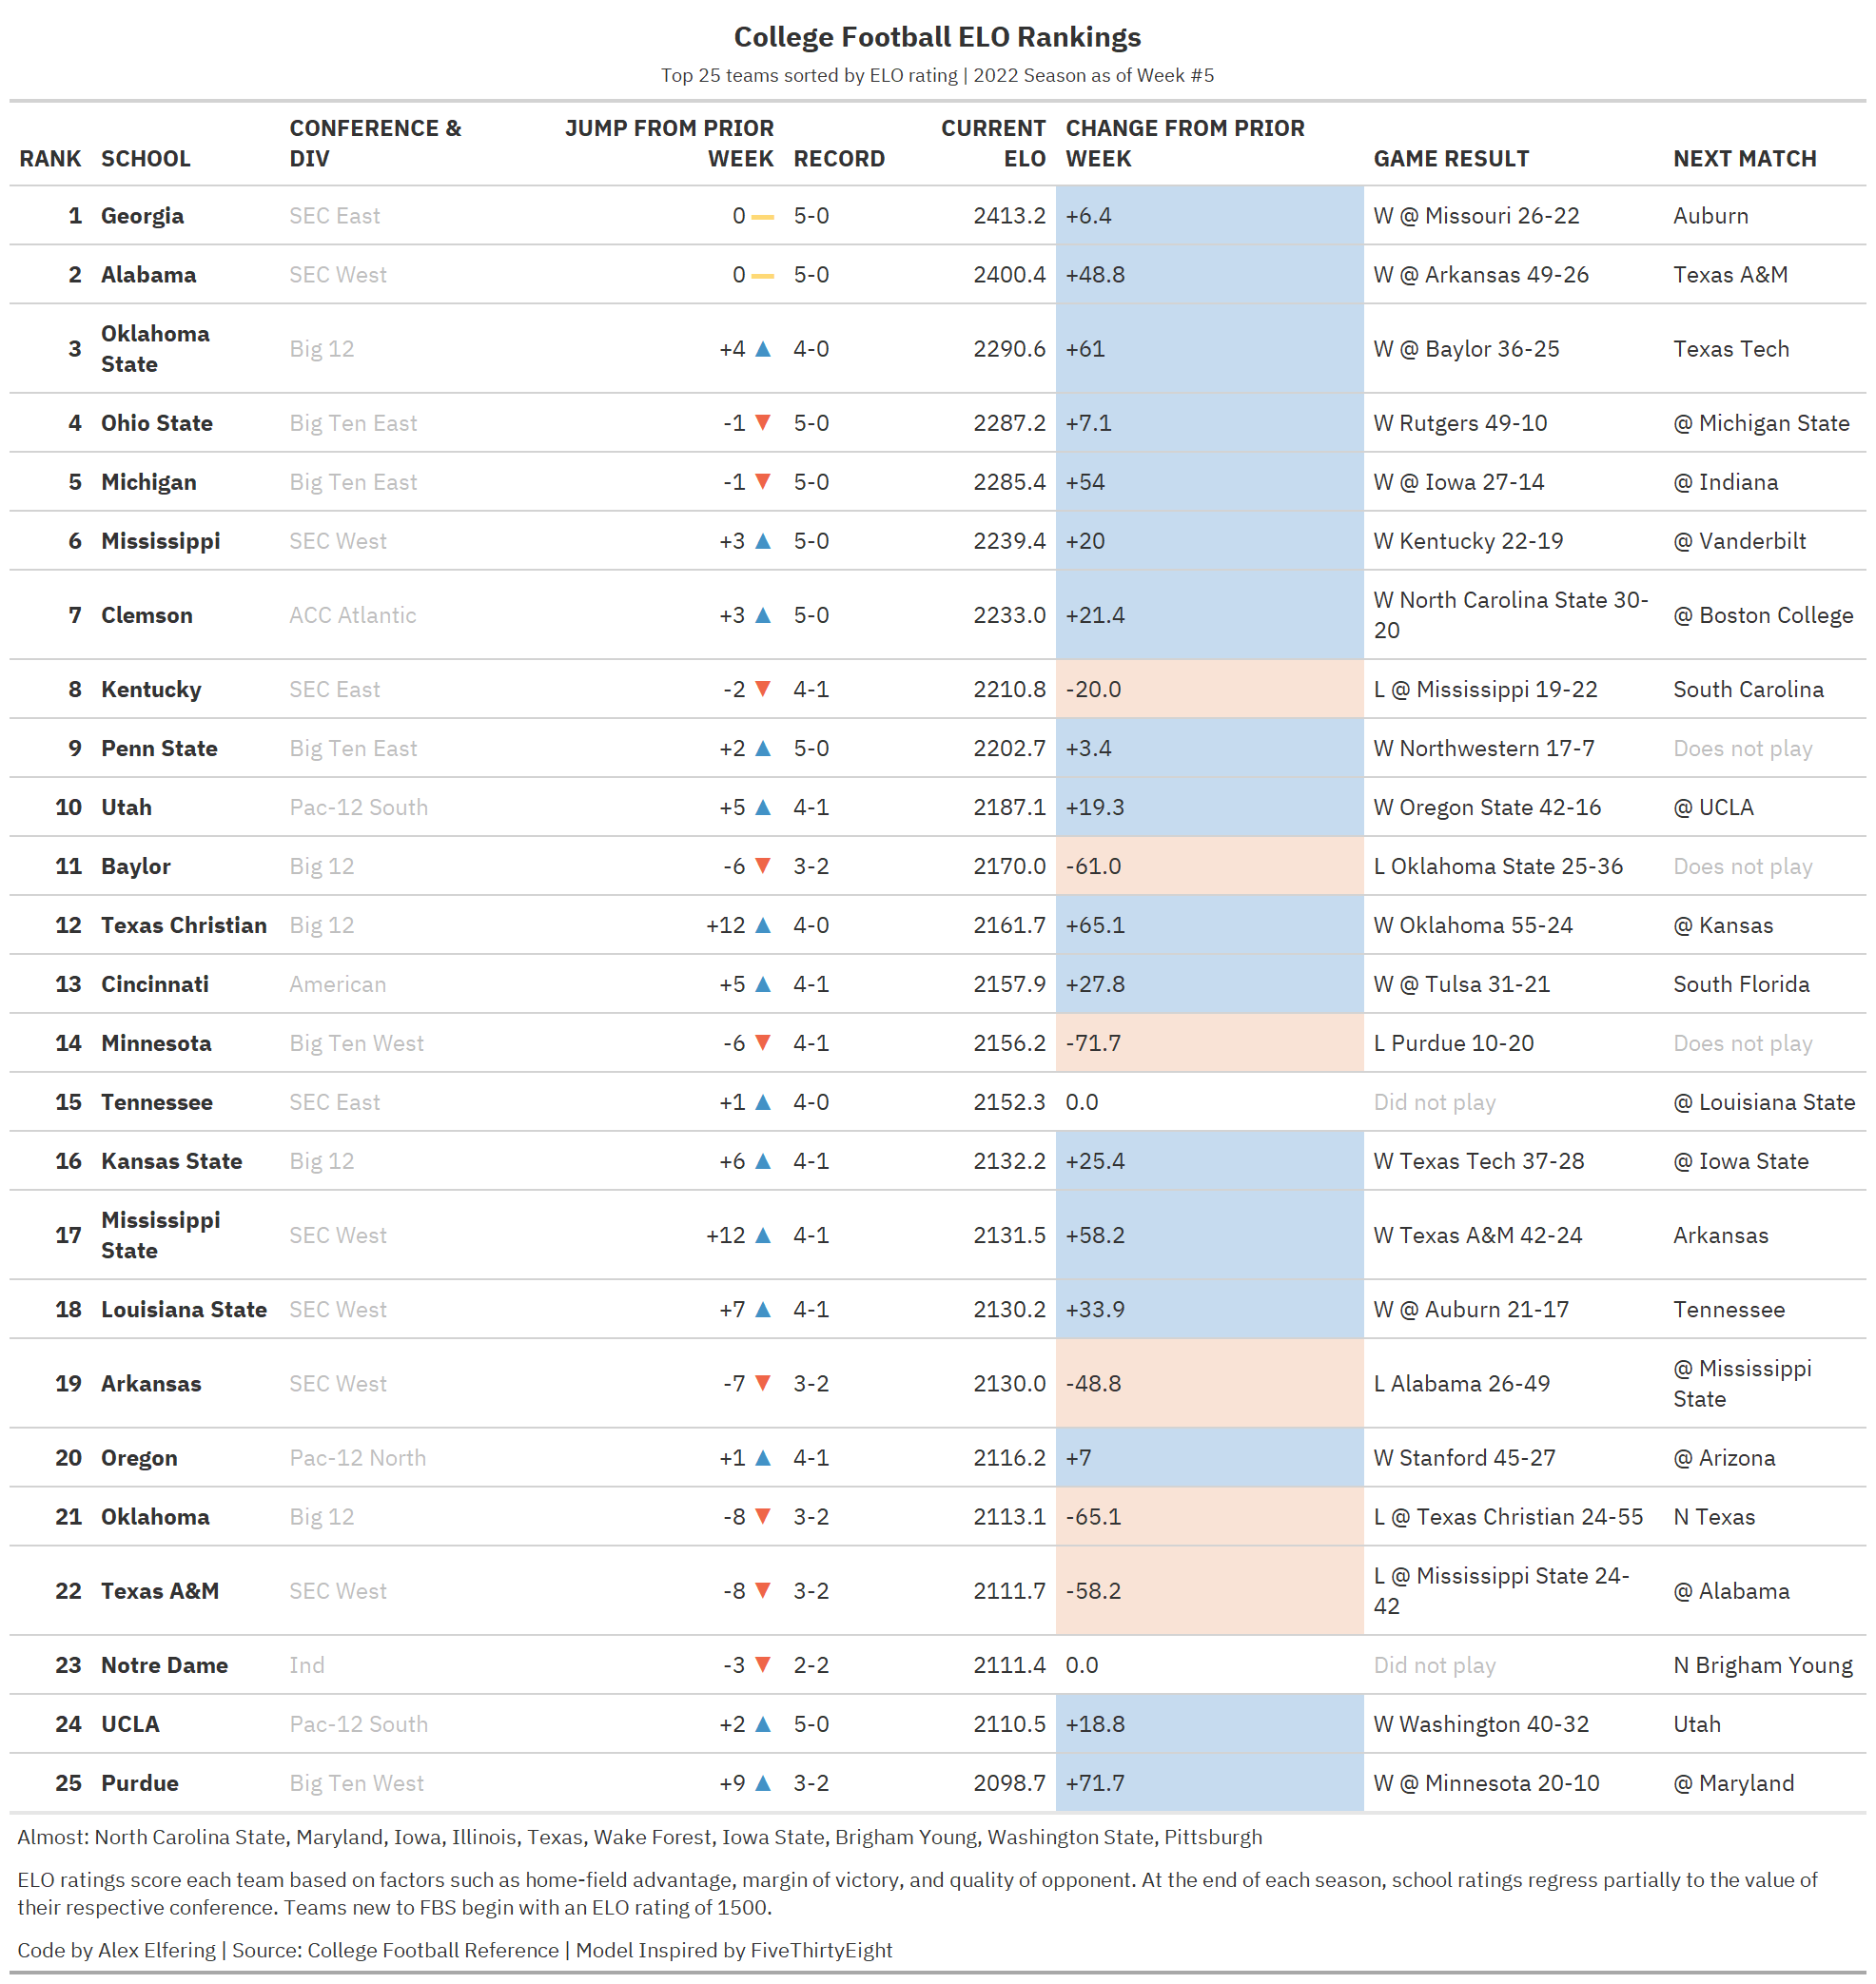 College Football ELO Rankings
Top 25 teams sorted by ELO rating | 2022 Season as of Week #5
RANK SCHOOL CONFERENCE & DIV JUMP FROM PRIOR WEEK RECORD CURRENT ELO CHANGE FROM PRIOR WEEK GAME RESULT NEXT MATCH
1 Georgia SEC East 0 — 5-0 2413.2 +6.4 W @ Missouri 26-22 Auburn
2 Alabama SEC West 0 — 5-0 2400.4 +48.8 W @ Arkansas 49-26 Texas A&M
3 Oklahoma State Big 12 +4 ▲ 4-0 2290.6 +61 W @ Baylor 36-25 Texas Tech
4 Ohio State Big Ten East -1 ▼ 5-0 2287.2 +7.1 W Rutgers 49-10 @ Michigan State
5 Michigan Big Ten East -1 ▼ 5-0 2285.4 +54 W @ Iowa 27-14 @ Indiana
6 Mississippi SEC West +3 ▲ 5-0 2239.4 +20 W Kentucky 22-19 @ Vanderbilt
7 Clemson ACC Atlantic +3 ▲ 5-0 2233.0 +21.4 W North Carolina State 30-20 @ Boston College
8 Kentucky SEC East -2 ▼ 4-1 2210.8 -20.0 L @ Mississippi 19-22 South Carolina
9 Penn State Big Ten East +2 ▲ 5-0 2202.7 +3.4 W Northwestern 17-7 Does not play
10 Utah Pac-12 South +5 ▲ 4-1 2187.1 +19.3 W Oregon State 42-16 @ UCLA
11 Baylor Big 12 -6 ▼ 3-2 2170.0 -61.0 L Oklahoma State 25-36 Does not play
12 Texas Christian Big 12 +12 ▲ 4-0 2161.7 +65.1 W Oklahoma 55-24 @ Kansas
13 Cincinnati American +5 ▲ 4-1 2157.9 +27.8 W @ Tulsa 31-21 South Florida
14 Minnesota Big Ten West -6 ▼ 4-1 2156.2 -71.7 L Purdue 10-20 Does not play
15 Tennessee SEC East +1 ▲ 4-0 2152.3 0.0 Did not play @ Louisiana State
16 Kansas State Big 12 +6 ▲ 4-1 2132.2 +25.4 W Texas Tech 37-28 @ Iowa State
17 Mississippi State SEC West +12 ▲ 4-1 2131.5 +58.2 W Texas A&M 42-24 Arkansas
18 Louisiana State SEC West +7 ▲ 4-1 2130.2 +33.9 W @ Auburn 21-17 Tennessee
19 Arkansas SEC West -7 ▼ 3-2 2130.0 -48.8 L Alabama 26-49 @ Mississippi State
20 Oregon Pac-12 North +1 ▲ 4-1 2116.2 +7 W Stanford 45-27 @ Arizona
21 Oklahoma Big 12 -8 ▼ 3-2 2113.1 -65.1 L @ Texas Christian 24-55 N Texas
22 Texas A&M SEC West -8 ▼ 3-2 2111.7 -58.2 L @ Mississippi State 24-42 @ Alabama
23 Notre Dame Ind -3 ▼ 2-2 2111.4 0.0 Did not play N Brigham Young
24 UCLA Pac-12 South +2 ▲ 5-0 2110.5 +18.8 W Washington 40-32 Utah
25 Purdue Big Ten West +9 ▲ 3-2 2098.7 +71.7 W @ Minnesota 20-10 @ Maryland
Almost: North Carolina State, Maryland, Iowa, Illinois, Texas, Wake Forest, Iowa State, Brigham Young, Washington State, Pittsburgh
ELO ratings score each team based on factors such as home-field advantage, margin of victory, and quality of opponent. At the end of each season, school ratings regress partially to the value of
their respective conference. Teams new to FBS begin with an ELO rating of 1500.
Code by Alex Elfering | Source: College Football Reference | Model Inspired by FiveThirtyEight